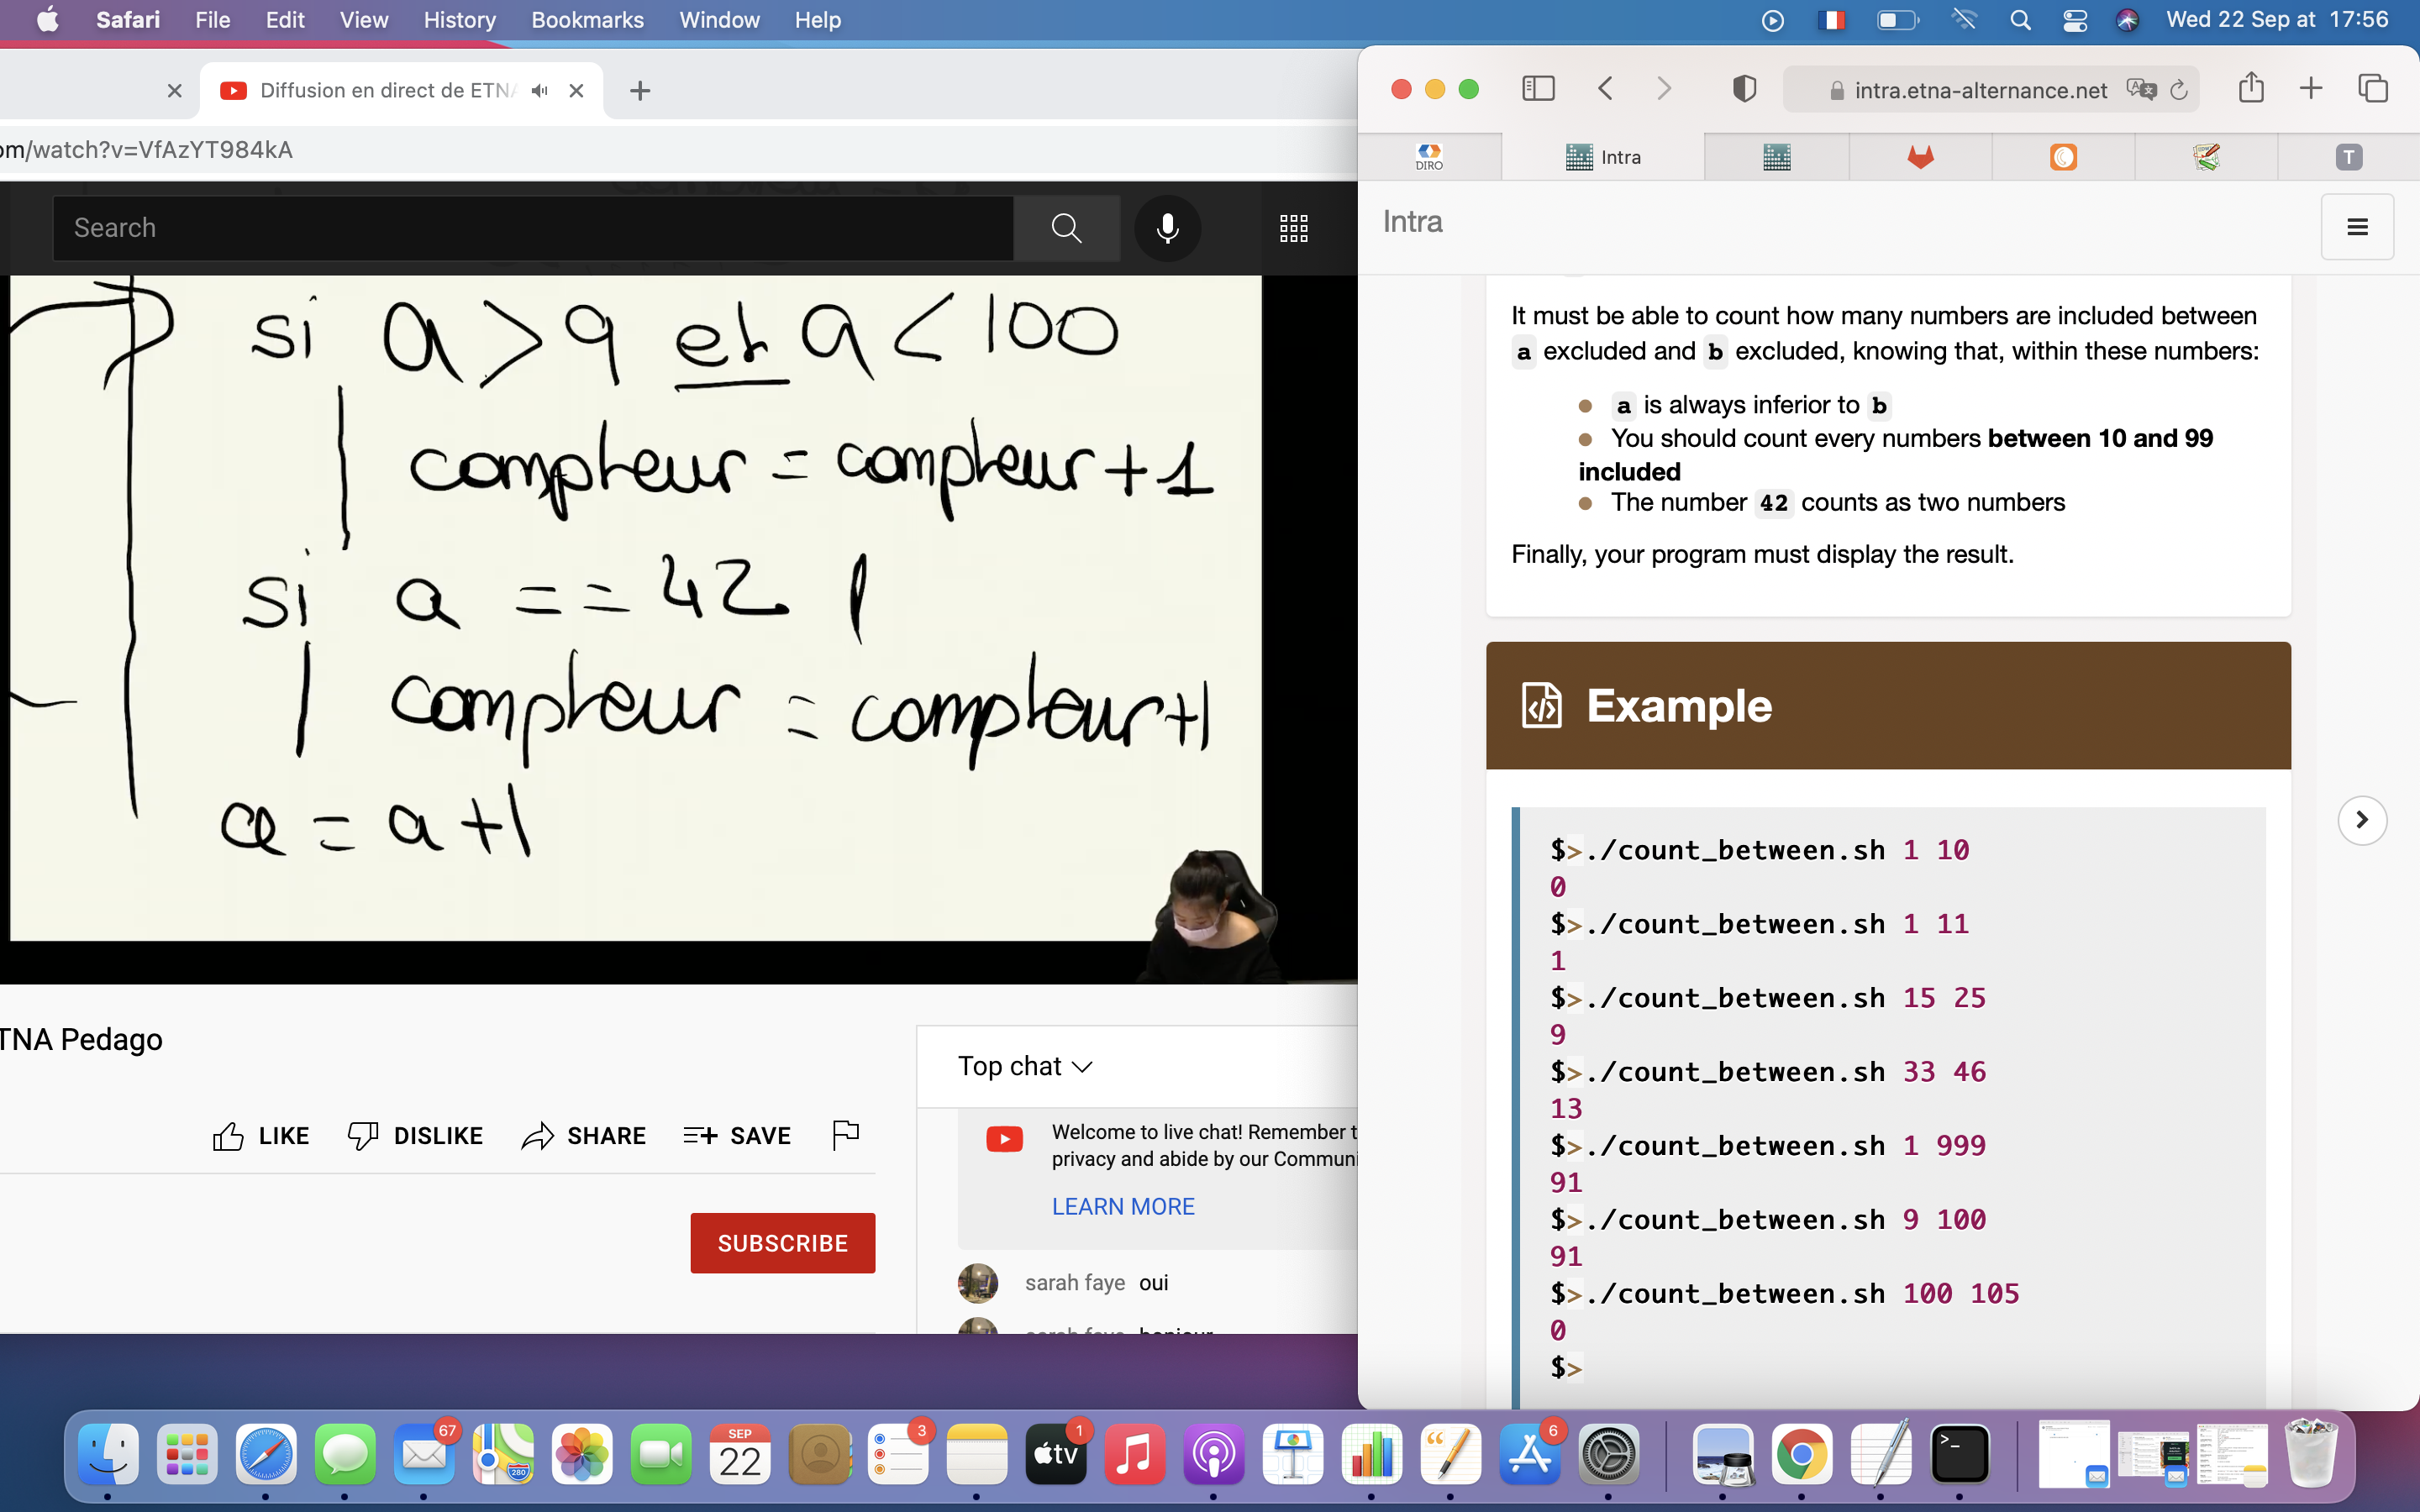 Safari File Edit View History Bookmarks Window Help
Wed 22 Sep at 17:56
Diffusion en direct de ETNA
om/watch?v=VfAzYT984kA
Search
si a > 9 et a < 100
compteur = compteur + 1
si a == 42
compteur = compteur+1
a = a+1
TNA Pedago
LIKE DISLIKE SHARE SAVE
SUBSCRIBE
Top chat
Welcome to live chat! Remember t
privacy and abide by our Communi
LEARN MORE
sarah faye oui
sarah faye bonjour
intra.etna-alternance.net
DIRO
Intra
T
Intra
It must be able to count how many numbers are included between
a excluded and b excluded, knowing that, within these numbers:
a is always inferior to b
You should count every numbers between 10 and 99
included
The number 42 counts as two numbers
Finally, your program must display the result.
Example
$>./count_between.sh 1 10
0
$>./count_between.sh 1 11
1
$>./count_between.sh 15 25
9
$>./count_between.sh 33 46
13
$>./count_between.sh 1 999
91
$>./count_between.sh 9 100
91
$>./count_between.sh 100 105
0
$>
67
280
SEP
22
3
tv
1
6
>_